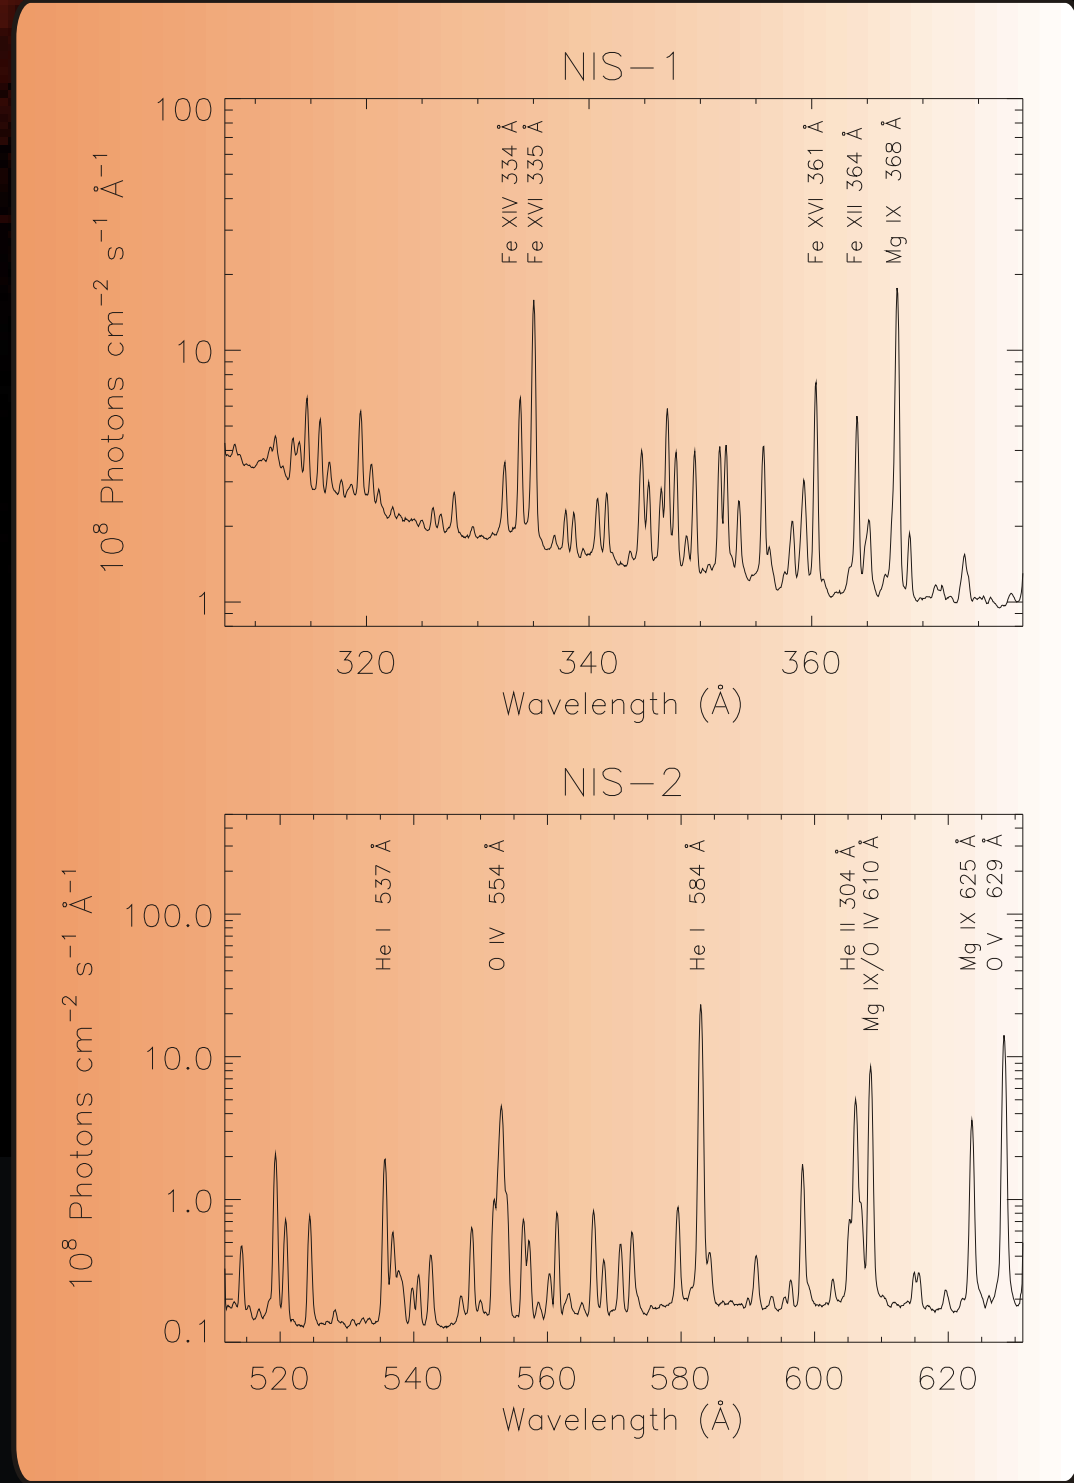 NIS−1
100
10
1
10⁸ Photons cm⁻² s⁻¹ Å⁻¹
Fe XIV 334 Å
Fe XVI 335 Å
Fe XVI 361 Å
Fe XII 364 Å
Mg IX 368 Å
320 340 360
Wavelength (Å)
NIS−2
100.0
10.0
1.0
0.1
10⁸ Photons cm⁻² s⁻¹ Å⁻¹
He I 537 Å
O IV 554 Å
He I 584 Å
He II 304 Å
Mg IX/O IV 610 Å
Mg IX 625 Å
O V 629 Å
520 540 560 580 600 620
Wavelength (Å)